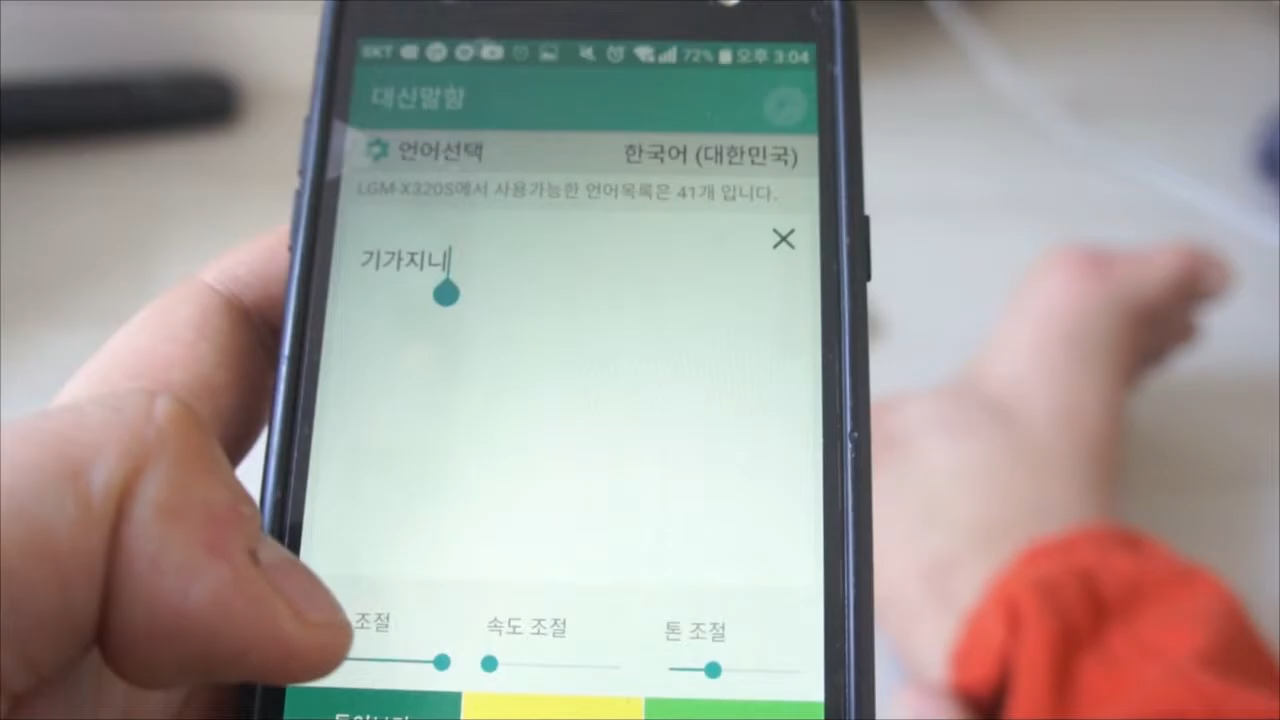 SKT 72% 오후 3:04
대신말함
언어선택 한국어 (대한민국)
LGM-X320S에서 사용가능한 언어목록은 41개 입니다.
기가지니
조절 속도 조절 톤 조절